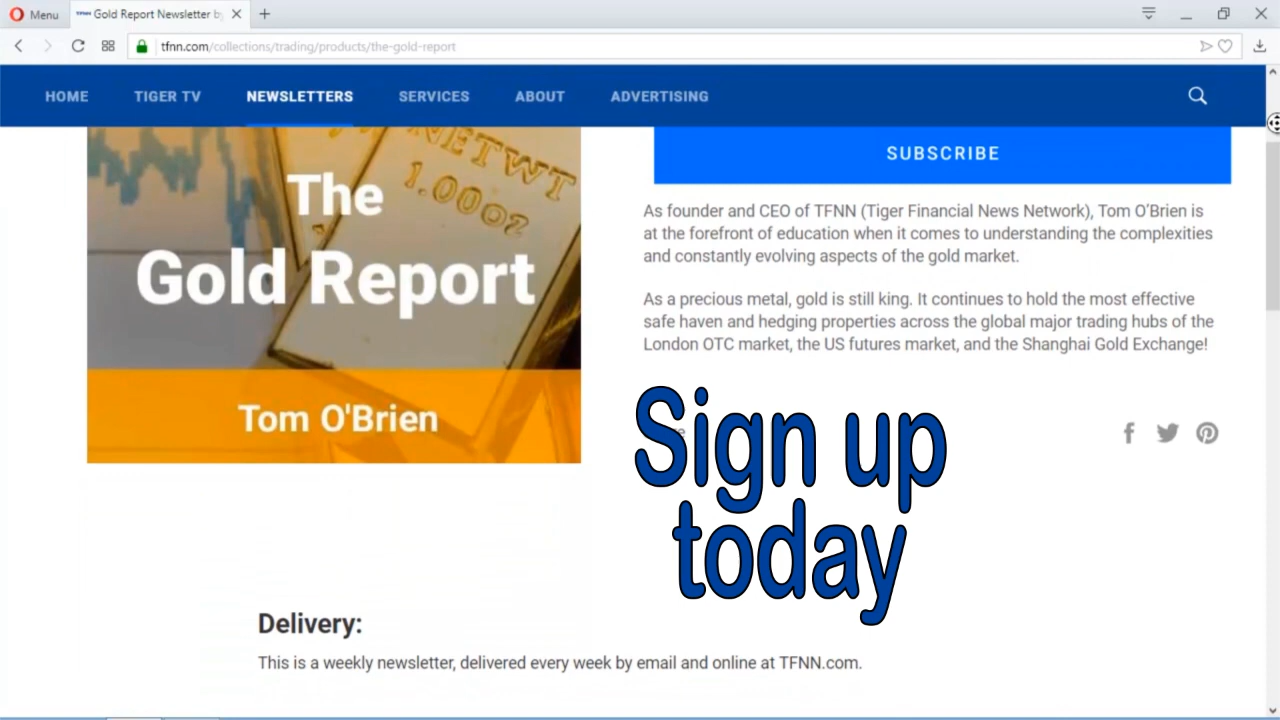 Menu
TFNN Gold Report Newsletter by
tfnn.com/collections/trading/products/the-gold-report
HOME TIGER TV NEWSLETTERS SERVICES ABOUT ADVERTISING
NETWT
1.00OZ
The
Gold Report
Tom O'Brien
SUBSCRIBE
As founder and CEO of TFNN (Tiger Financial News Network), Tom O'Brien is
at the forefront of education when it comes to understanding the complexities
and constantly evolving aspects of the gold market.
As a precious metal, gold is still king. It continues to hold the most effective
safe haven and hedging properties across the global major trading hubs of the
London OTC market, the US futures market, and the Shanghai Gold Exchange!
Sign up
today
Delivery:
This is a weekly newsletter, delivered every week by email and online at TFNN.com.